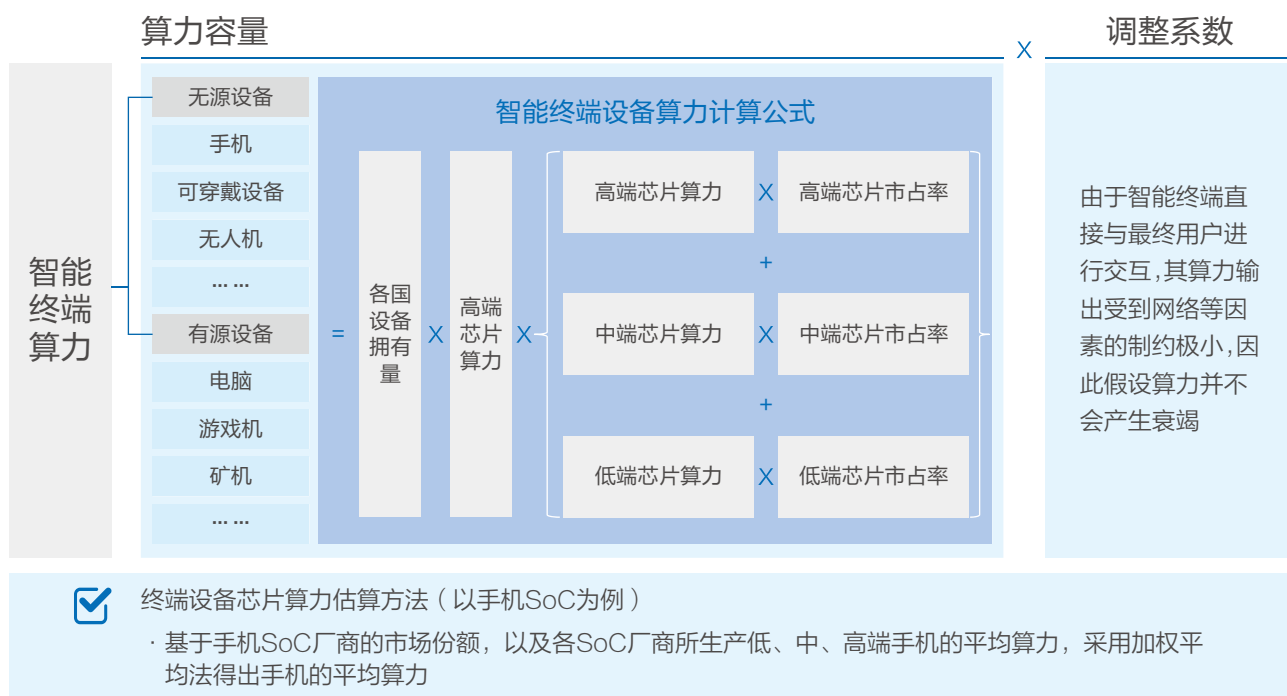 算力容量
X
调整系数
智能
终端
算力
无源设备
手机
可穿戴设备
无人机
... ...
有源设备
电脑
游戏机
矿机
... ...
智能终端设备算力计算公式
=
各国
设备
拥有
量
X
高端
芯片
算力
X
高端芯片算力 X 高端芯片市占率
+
中端芯片算力 X 中端芯片市占率
+
低端芯片算力 X 低端芯片市占率
由于智能终端直
接与最终用户进
行交互,其算力输
出受到网络等因
素的制约极小,因
此假设算力并不
会产生衰竭
终端设备芯片算力估算方法（以手机SoC为例）
· 基于手机SoC厂商的市场份额，以及各SoC厂商所生产低、中、高端手机的平均算力，采用加权平
均法得出手机的平均算力